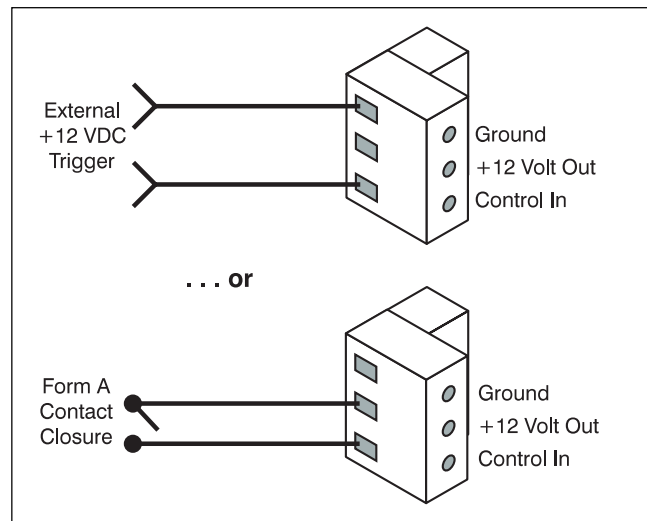 External
+12 VDC
Trigger
Ground
+12 Volt Out
Control In
. . . or
Form A
Contact
Closure
Ground
+12 Volt Out
Control In